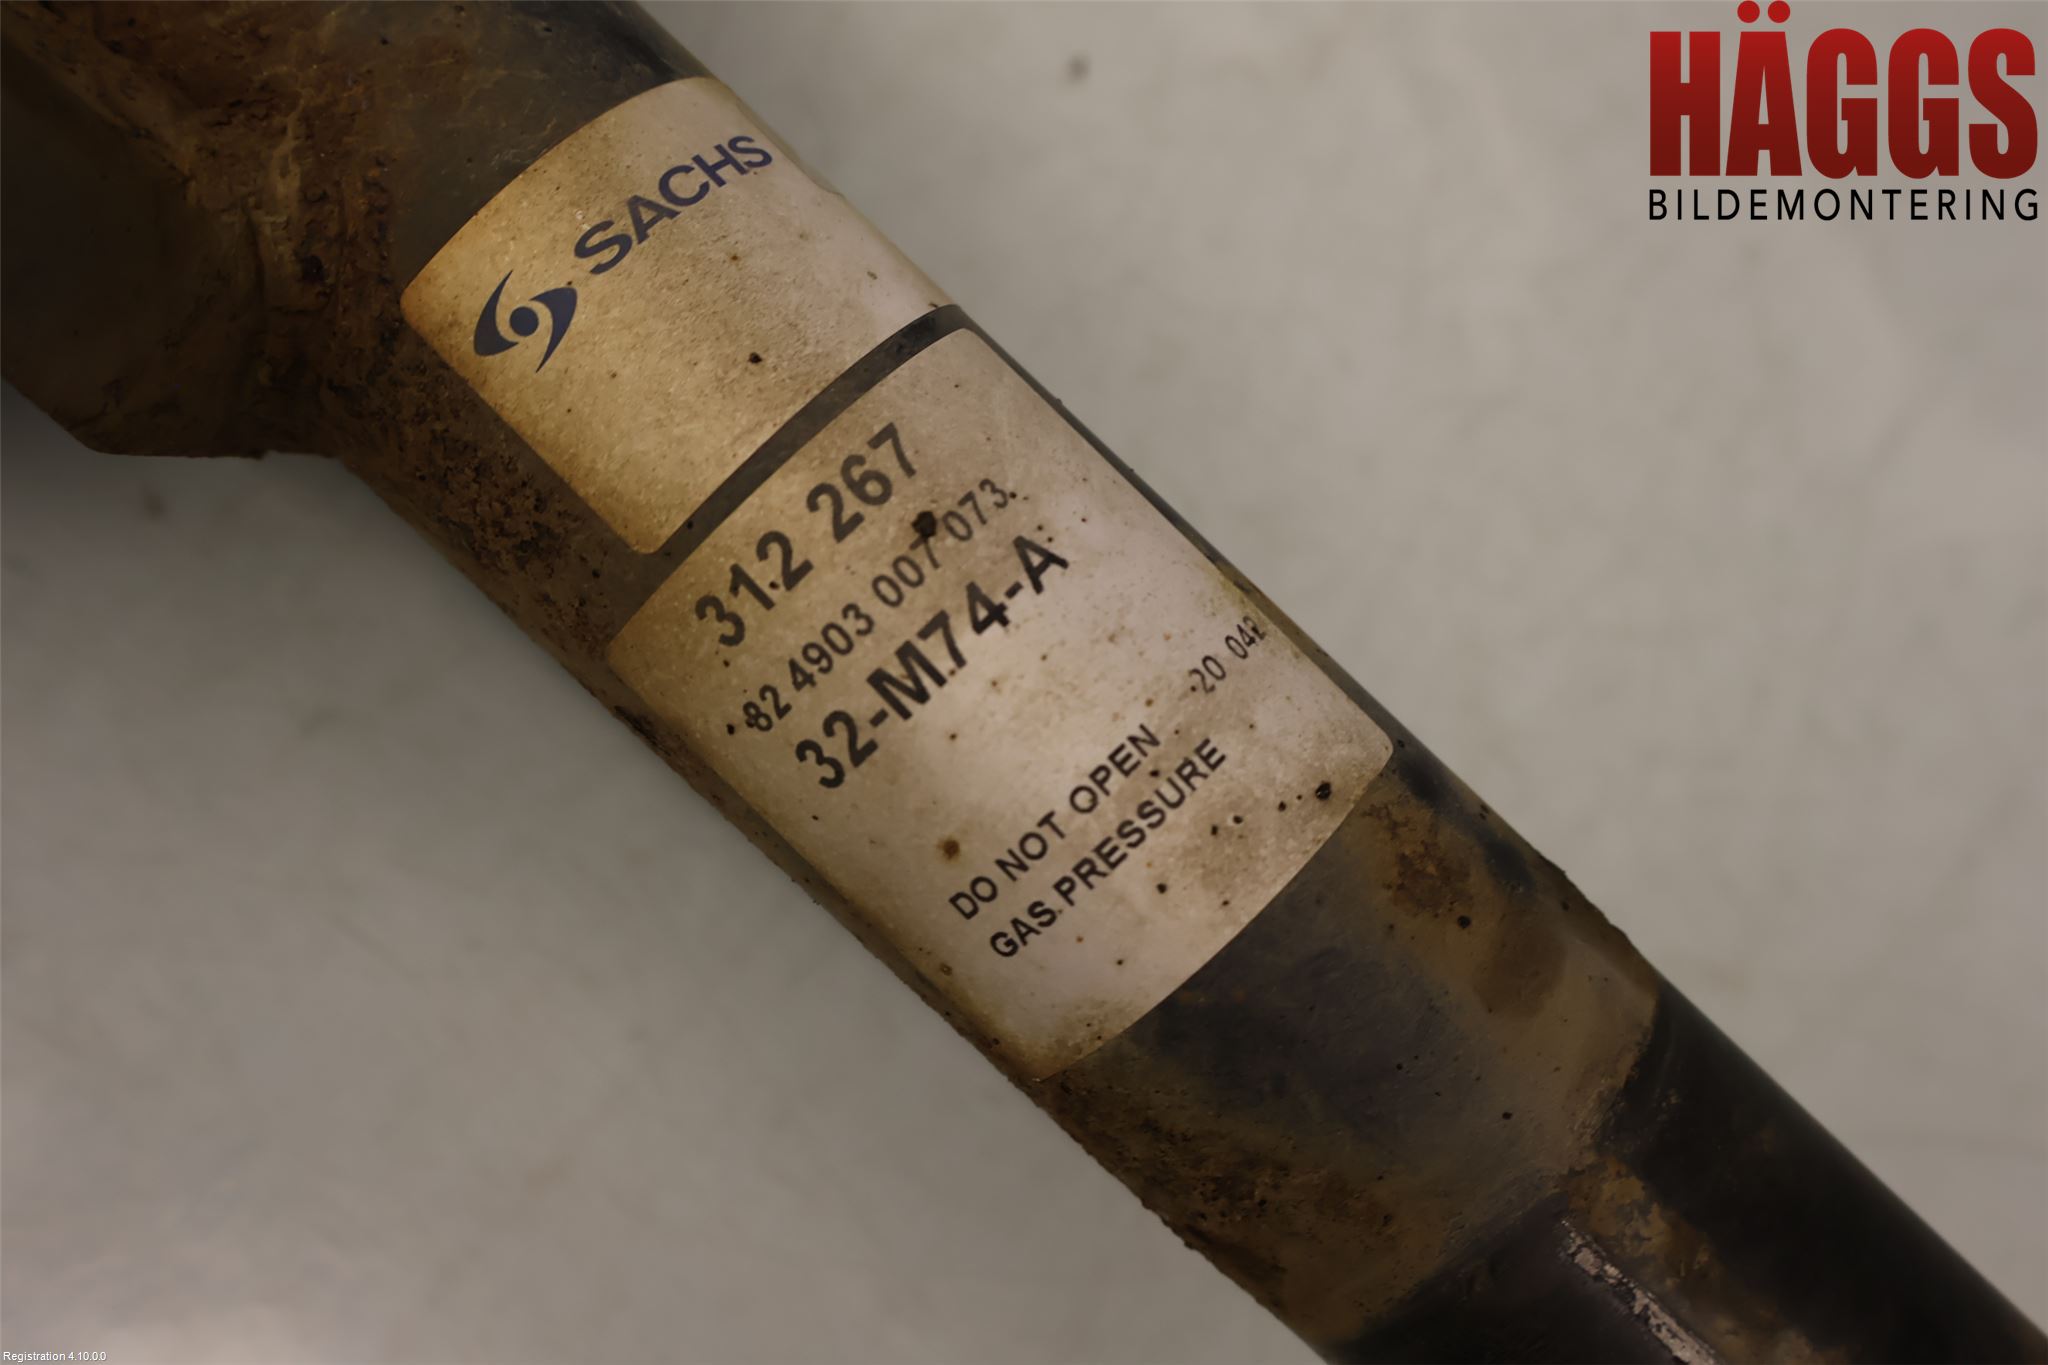 HÄGGS
BILDEMONTERING
SACHS
312 267
82 4903 007 073
32-M74-A
20 042
DO NOT OPEN
GAS PRESSURE
Registration 4.10.0.0